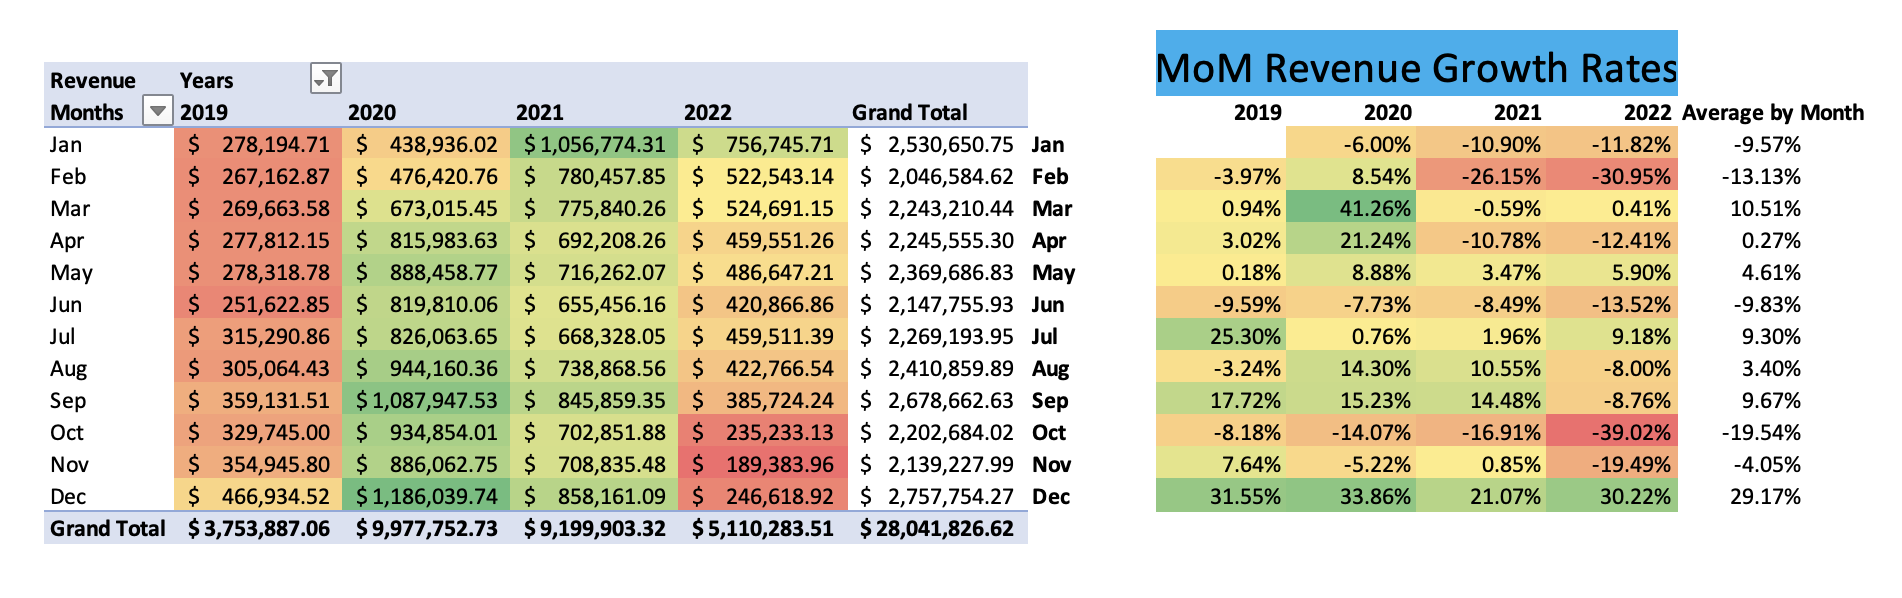 MoM Revenue Growth Rates
Revenue Years
Months 2019 2020 2021 2022 Grand Total 2019 2020 2021 2022 Average by Month
Jan $ 278,194.71 $ 438,936.02 $ 1,056,774.31 $ 756,745.71 $ 2,530,650.75 Jan -6.00% -10.90% -11.82% -9.57%
Feb $ 267,162.87 $ 476,420.76 $ 780,457.85 $ 522,543.14 $ 2,046,584.62 Feb -3.97% 8.54% -26.15% -30.95% -13.13%
Mar $ 269,663.58 $ 673,015.45 $ 775,840.26 $ 524,691.15 $ 2,243,210.44 Mar 0.94% 41.26% -0.59% 0.41% 10.51%
Apr $ 277,812.15 $ 815,983.63 $ 692,208.26 $ 459,551.26 $ 2,245,555.30 Apr 3.02% 21.24% -10.78% -12.41% 0.27%
May $ 278,318.78 $ 888,458.77 $ 716,262.07 $ 486,647.21 $ 2,369,686.83 May 0.18% 8.88% 3.47% 5.90% 4.61%
Jun $ 251,622.85 $ 819,810.06 $ 655,456.16 $ 420,866.86 $ 2,147,755.93 Jun -9.59% -7.73% -8.49% -13.52% -9.83%
Jul $ 315,290.86 $ 826,063.65 $ 668,328.05 $ 459,511.39 $ 2,269,193.95 Jul 25.30% 0.76% 1.96% 9.18% 9.30%
Aug $ 305,064.43 $ 944,160.36 $ 738,868.56 $ 422,766.54 $ 2,410,859.89 Aug -3.24% 14.30% 10.55% -8.00% 3.40%
Sep $ 359,131.51 $ 1,087,947.53 $ 845,859.35 $ 385,724.24 $ 2,678,662.63 Sep 17.72% 15.23% 14.48% -8.76% 9.67%
Oct $ 329,745.00 $ 934,854.01 $ 702,851.88 $ 235,233.13 $ 2,202,684.02 Oct -8.18% -14.07% -16.91% -39.02% -19.54%
Nov $ 354,945.80 $ 886,062.75 $ 708,835.48 $ 189,383.96 $ 2,139,227.99 Nov 7.64% -5.22% 0.85% -19.49% -4.05%
Dec $ 466,934.52 $ 1,186,039.74 $ 858,161.09 $ 246,618.92 $ 2,757,754.27 Dec 31.55% 33.86% 21.07% 30.22% 29.17%
Grand Total $ 3,753,887.06 $ 9,977,752.73 $ 9,199,903.32 $ 5,110,283.51 $ 28,041,826.62